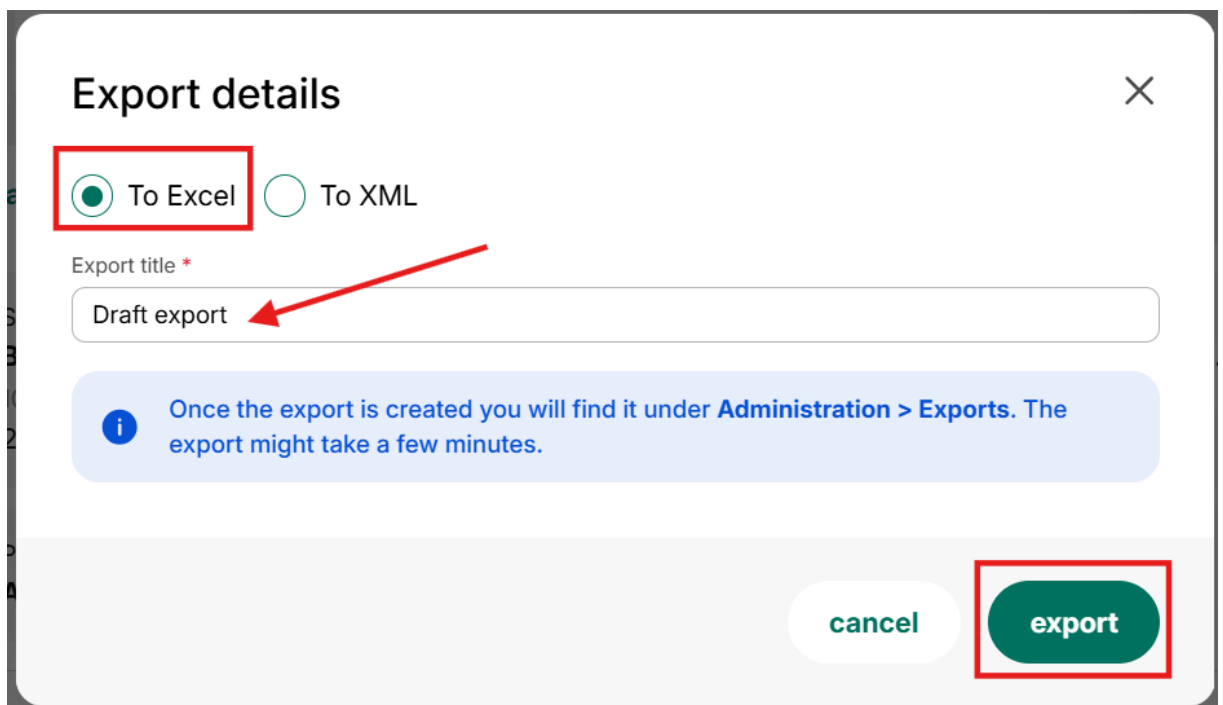 Export details
To Excel To XML
Export title *
Draft export
Once the export is created you will find it under Administration > Exports. The
export might take a few minutes.
cancel export